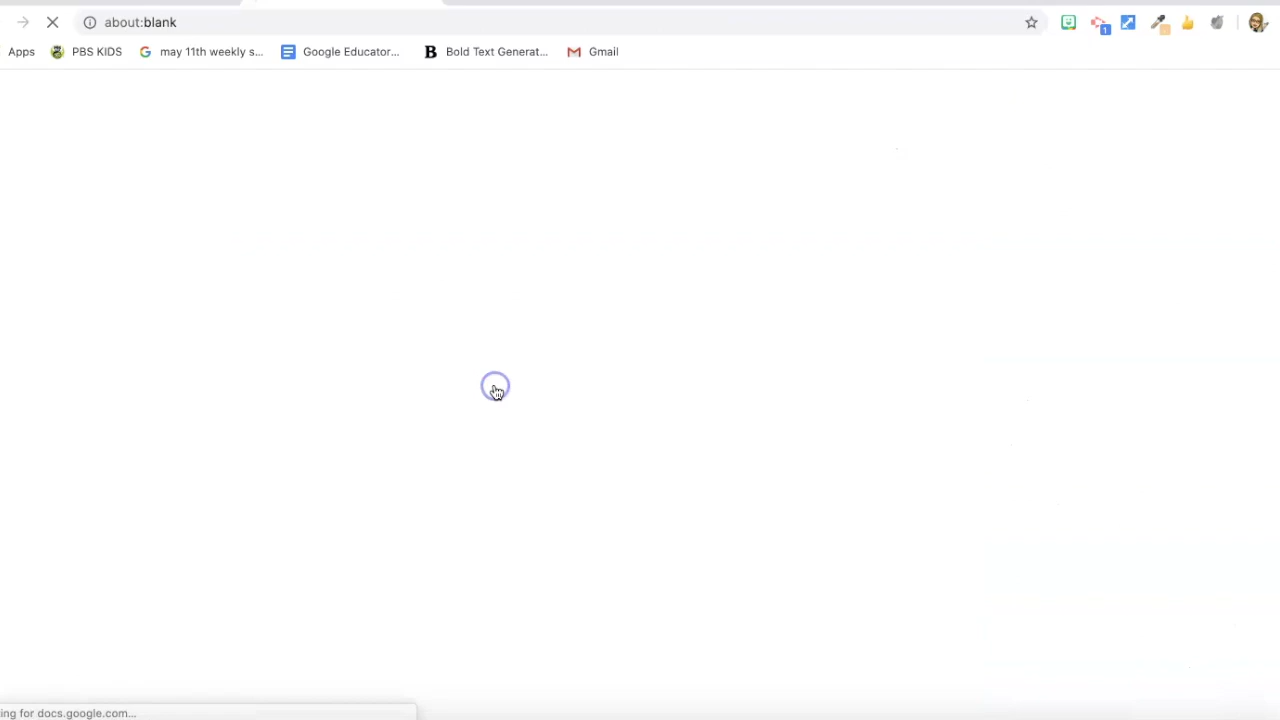 about:blank
Apps PBS KIDS may 11th weekly s... Google Educator... B Bold Text Generat... Gmail
1
ing for docs.google.com...